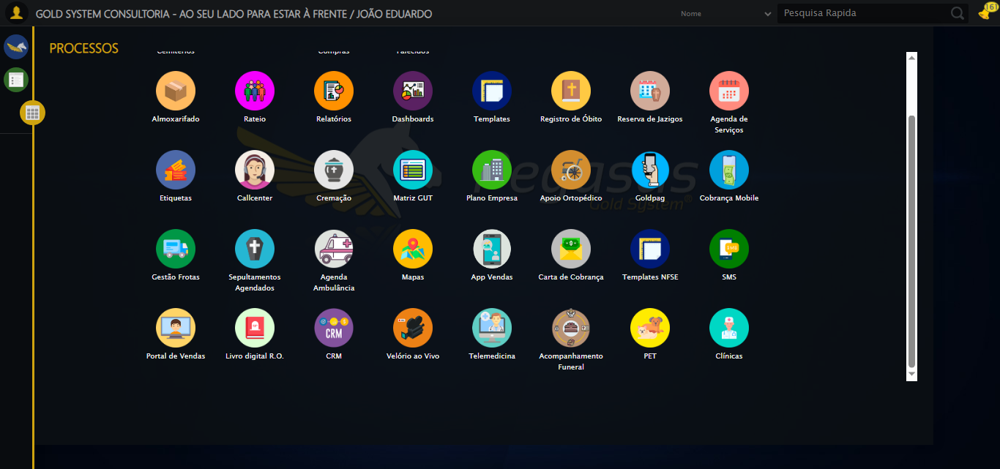 GOLD SYSTEM CONSULTORIA - AO SEU LADO PARA ESTAR À FRENTE / JOÃO EDUARDO
Nome
Pesquisa Rapida
161
PROCESSOS
Cemitérios
Compras
Falecidos
Almoxarifado
Rateio
Relatórios
Dashboards
Templates
Registro de Óbito
Reserva de Jazigos
Agenda de
Serviços
Etiquetas
Callcenter
Cremação
Matriz GUT
Plano Empresa
Apoio Ortopédico
Goldpag
Cobrança Mobile
Pegasus
Gold System®
Gestão Frotas
Sepultamentos
Agendados
Agenda
Ambulância
Mapas
App Vendas
Carta de Cobrança
Templates NFSE
SMS
SMS
CRM
Portal de Vendas
Livro digital R.O.
CRM
Velório ao Vivo
Telemedicina
Acompanhamento
Funeral
PET
Clínicas